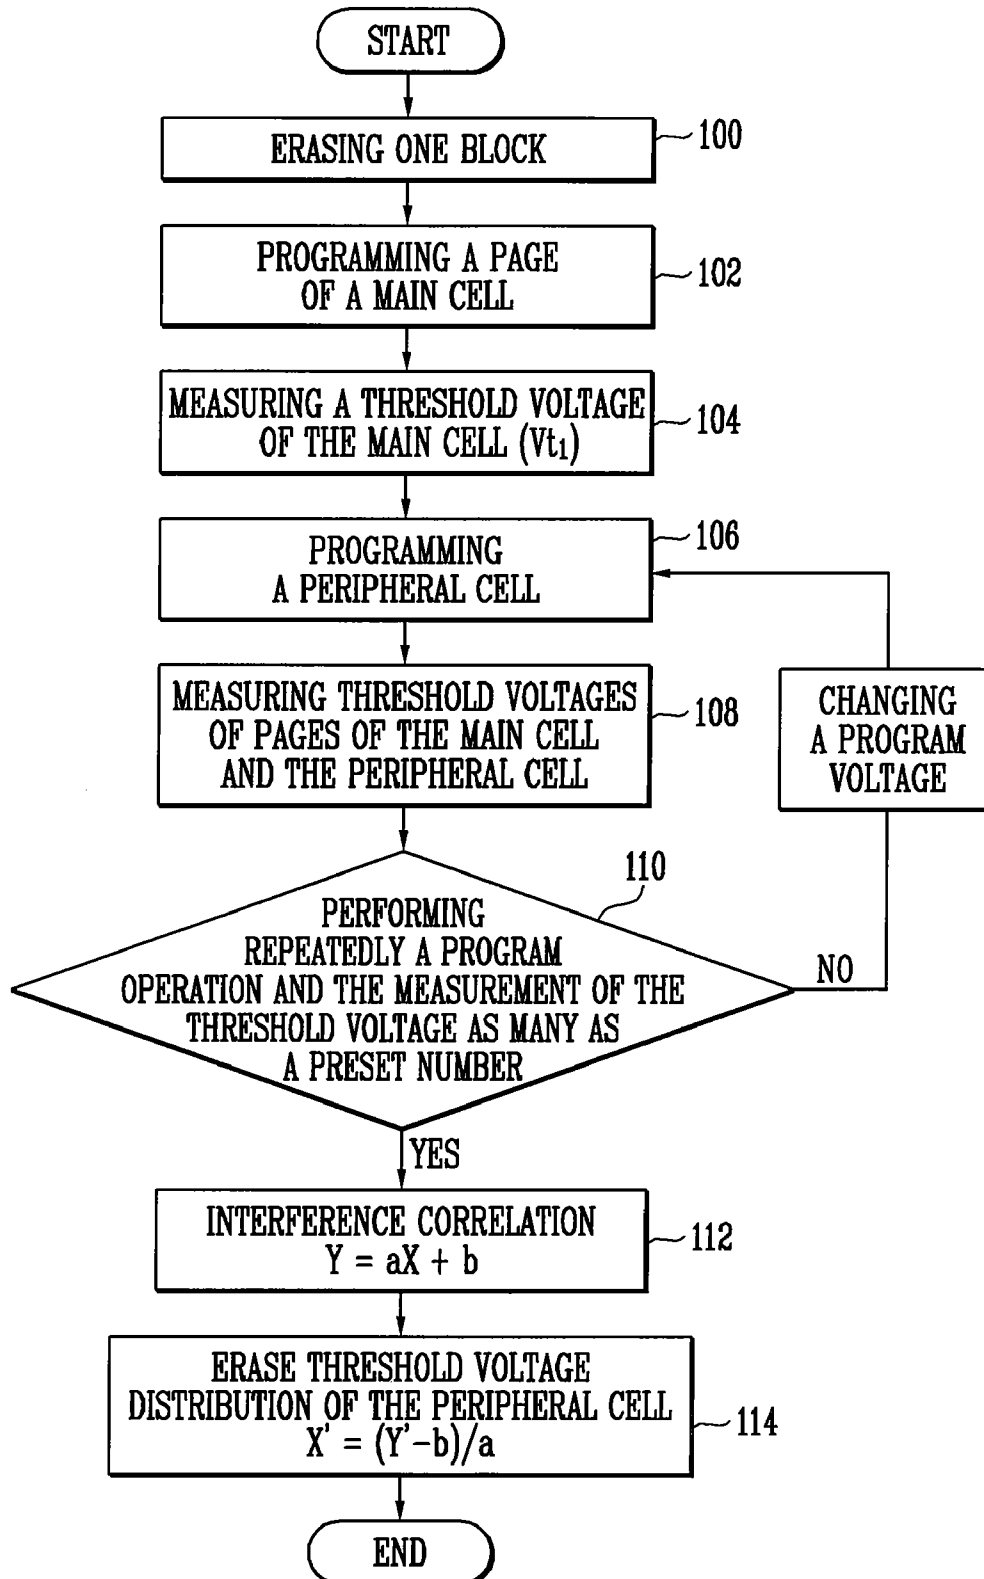 START
ERASING ONE BLOCK
100
PROGRAMMING A PAGE
OF A MAIN CELL
102
MEASURING A THRESHOLD VOLTAGE
OF THE MAIN CELL (Vt1)
104
PROGRAMMING
A PERIPHERAL CELL
106
MEASURING THRESHOLD VOLTAGES
OF PAGES OF THE MAIN CELL
AND THE PERIPHERAL CELL
108
CHANGING
A PROGRAM
VOLTAGE
110
PERFORMING
REPEATEDLY A PROGRAM
OPERATION AND THE MEASUREMENT OF THE
THRESHOLD VOLTAGE AS MANY AS
A PRESET NUMBER
NO
YES
INTERFERENCE CORRELATION
Y = aX + b
112
ERASE THRESHOLD VOLTAGE
DISTRIBUTION OF THE PERIPHERAL CELL
X' = (Y'-b)/a
114
END